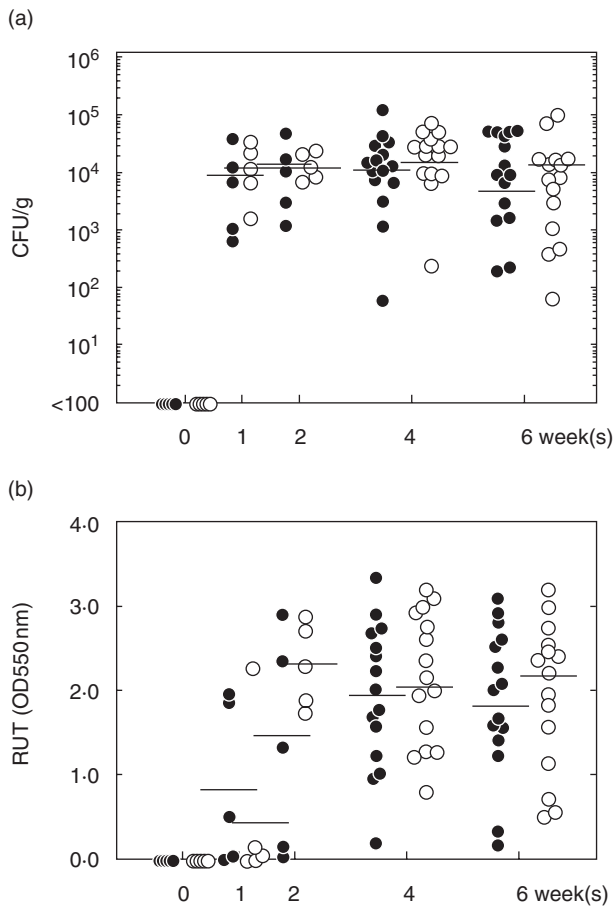 (a)
10⁶
10⁵
10⁴
10³
10²
10¹
<100
CFU/g
0 1 2 4 6 week(s)
(b)
4·0
3·0
2·0
1·0
0·0
RUT (OD550nm)
0 1 2 4 6 week(s)